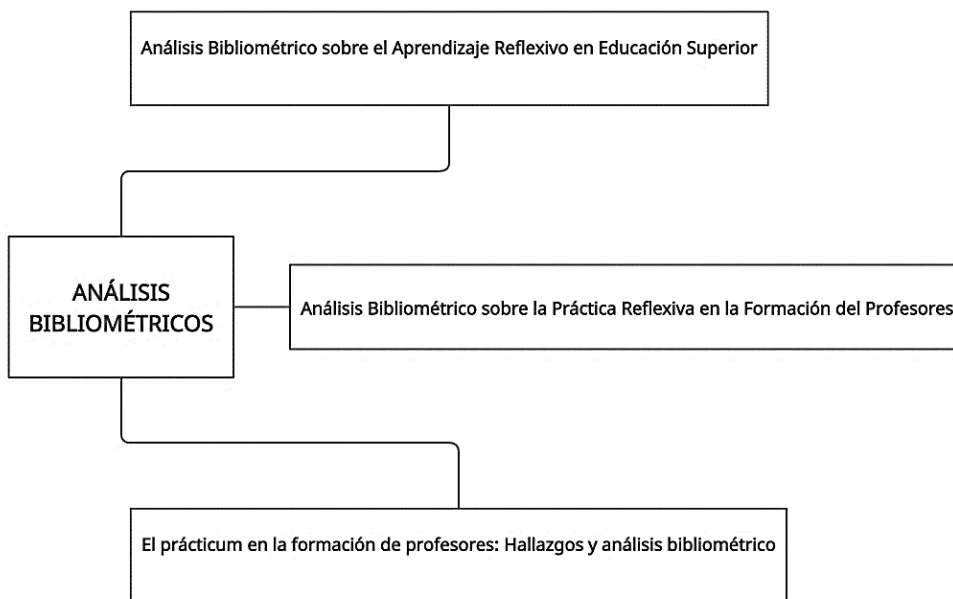 Análisis Bibliométrico sobre el Aprendizaje Reflexivo en Educación Superior
ANÁLISIS
BIBLIOMÉTRICOS
Análisis Bibliométrico sobre la Práctica Reflexiva en la Formación del Profesores
El prácticum en la formación de profesores: Hallazgos y análisis bibliométrico